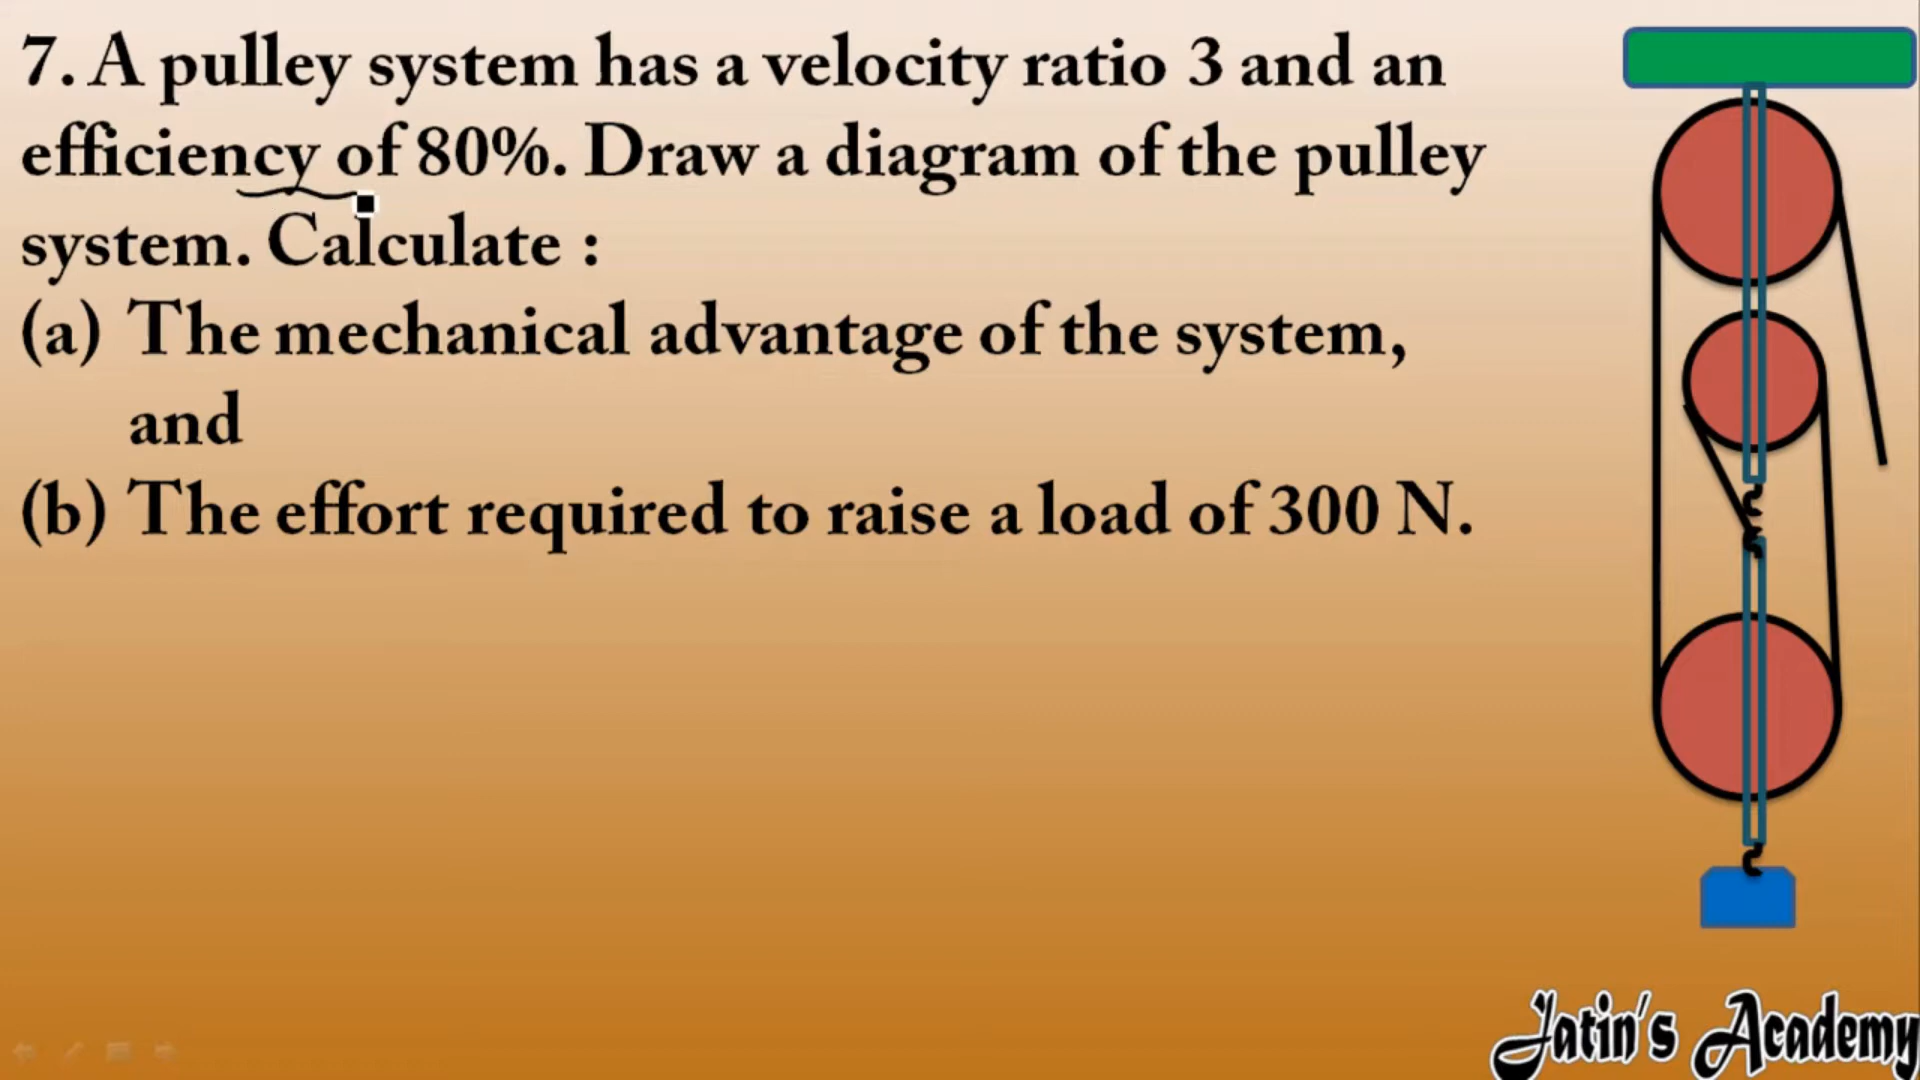 7. A pulley system has a velocity ratio 3 and an
efficiency of 80%. Draw a diagram of the pulley
system. Calculate :
(a) The mechanical advantage of the system,
and
(b) The effort required to raise a load of 300 N.
Jatin's Academy